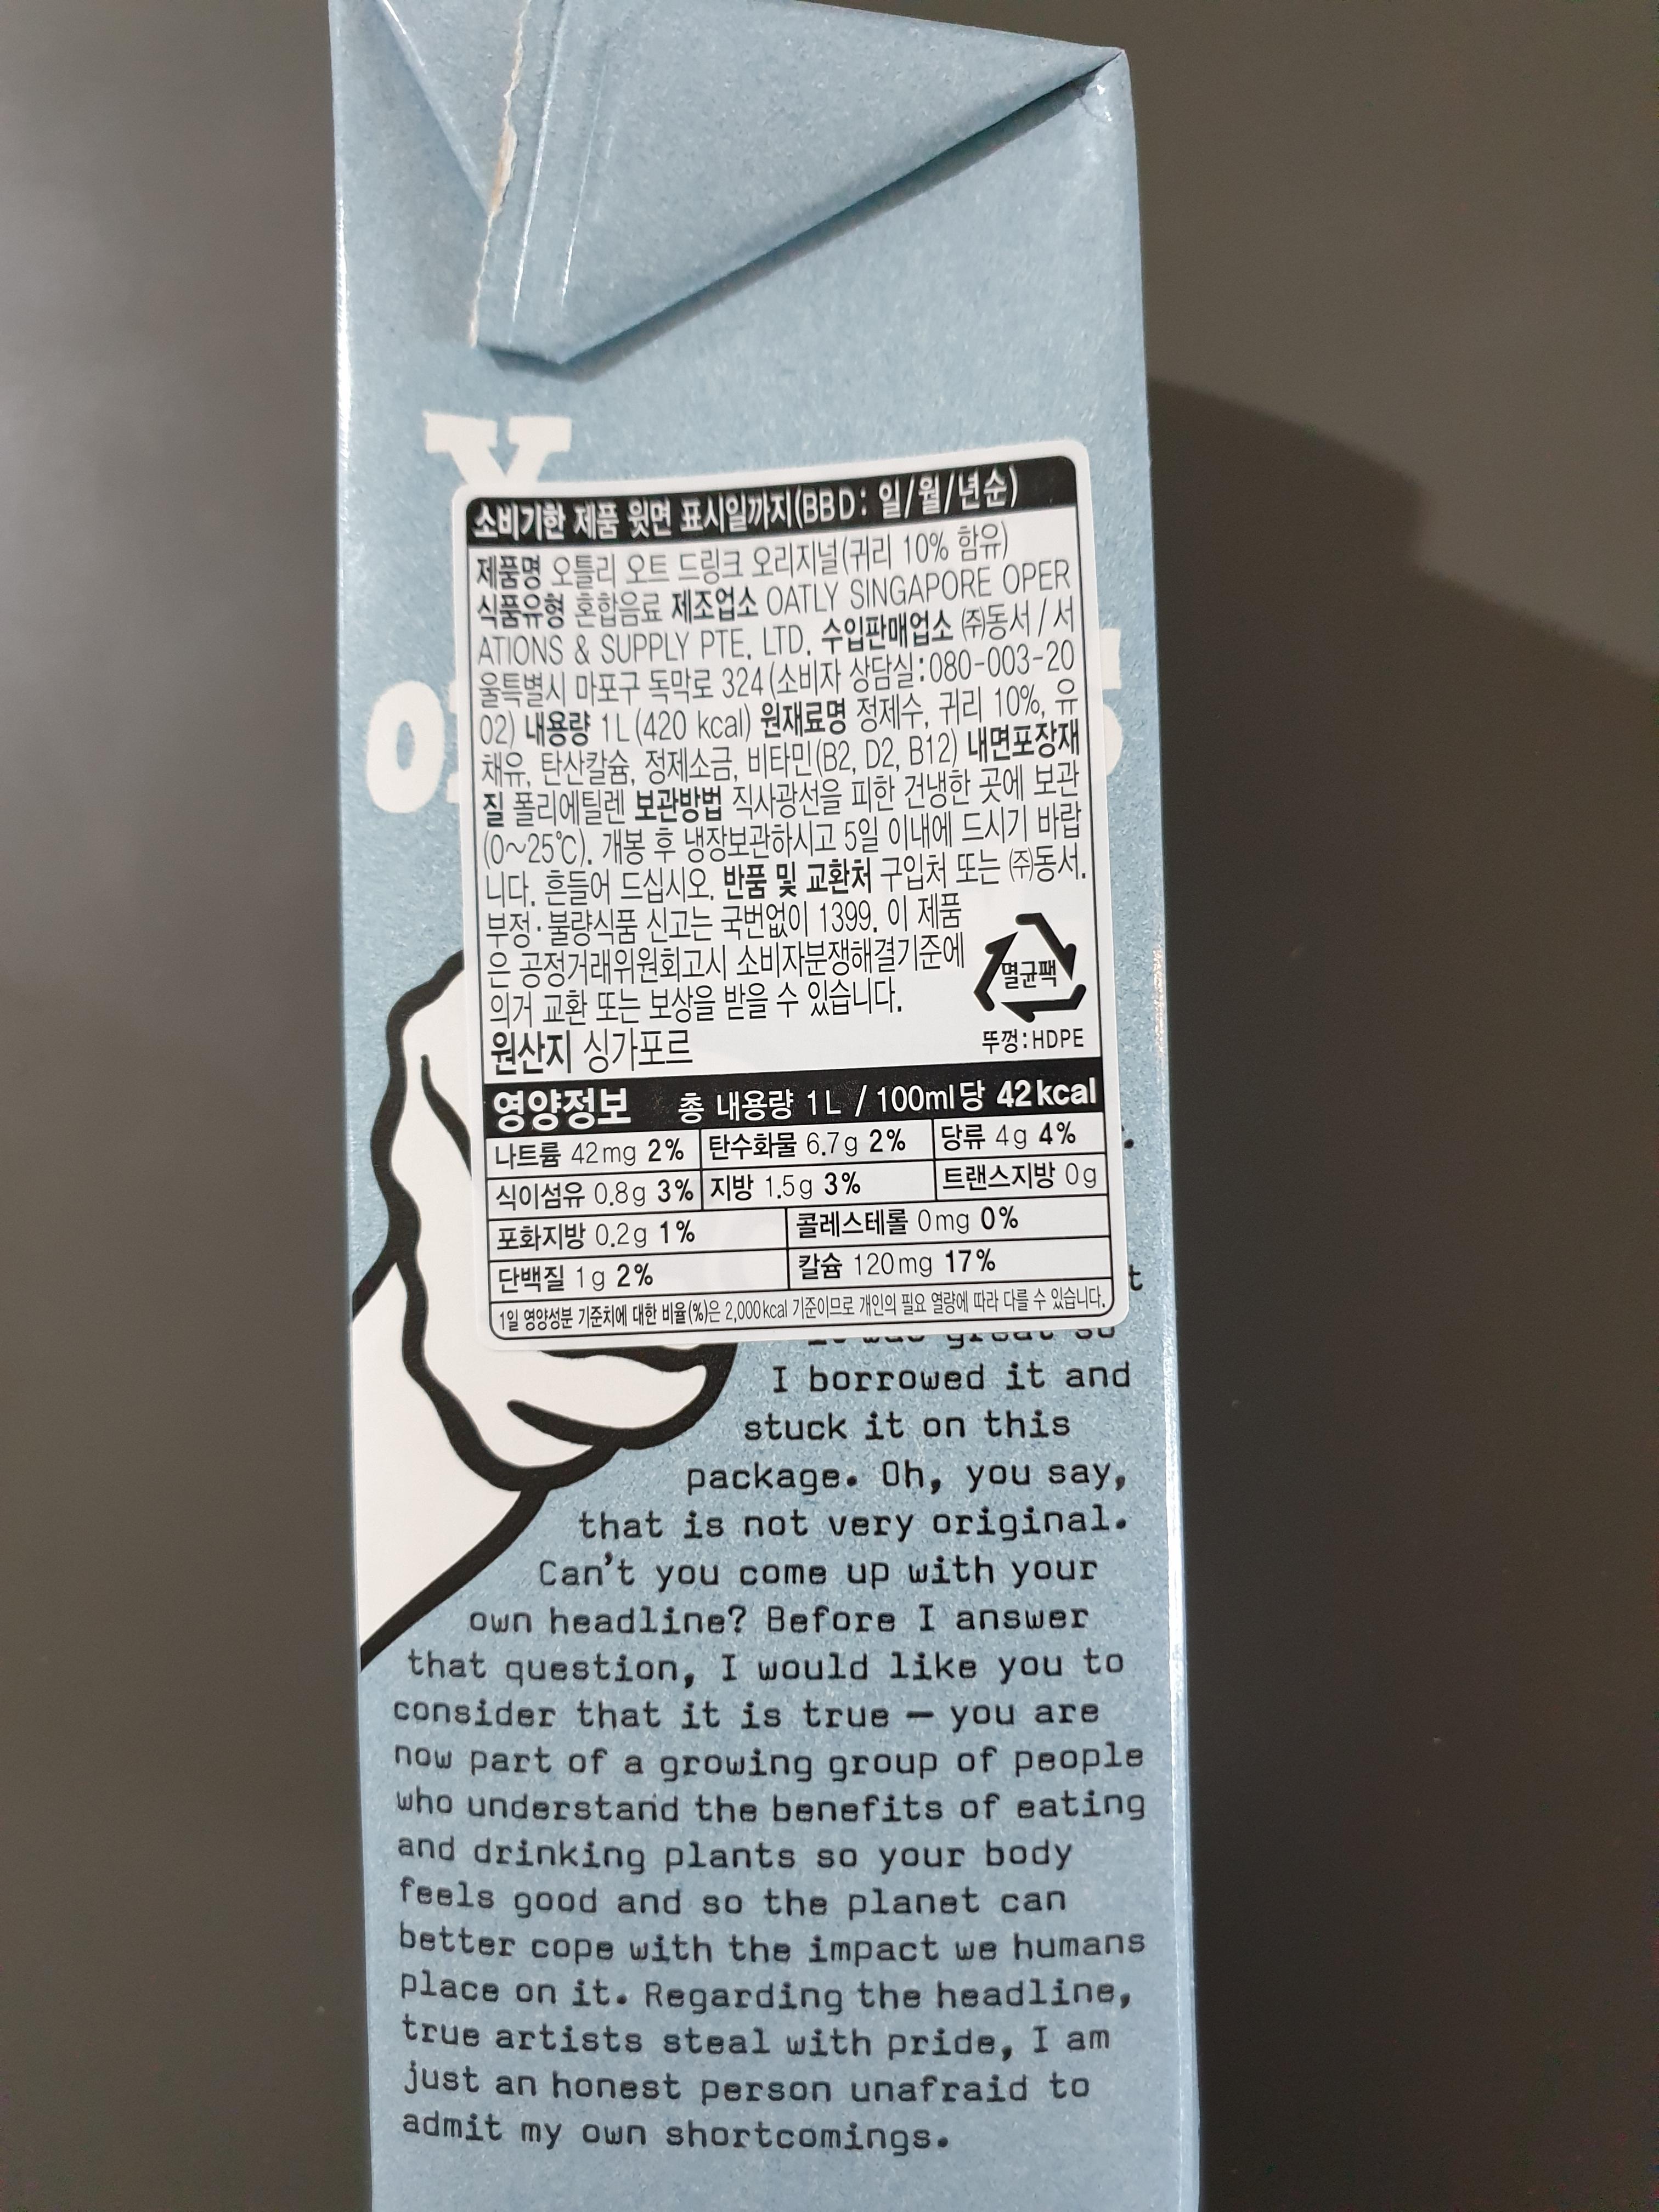 Y
소비기한 제품 윗면 표시일까지(BBD: 일/월/년순)
제품명 오틀리 오트 드링크 오리지널(귀리 10% 함유)
식품유형 혼합음료 제조업소 OATLY SINGAPORE OPER
ATIONS & SUPPLY PTE. LTD. 수입판매업소 ㈜동서/서
울특별시 마포구 독막로 324(소비자 상담실:080-003-20
02) 내용량 1L(420 kcal) 원재료명 정제수, 귀리 10%, 유
채유, 탄산칼슘, 정제소금, 비타민(B2, D2, B12) 내면포장재
질 폴리에틸렌 보관방법 직사광선을 피한 건냉한 곳에 보관
(0~25℃). 개봉 후 냉장보관하시고 5일 이내에 드시기 바랍
니다. 흔들어 드십시오. 반품 및 교환처 구입처 또는 ㈜동서.
부정·불량식품 신고는 국번없이 1399. 이 제품
은 공정거래위원회고시 소비자분쟁해결기준에
의거 교환 또는 보상을 받을 수 있습니다.
멸균팩
뚜껑:HDPE
원산지 싱가포르
영양정보 총 내용량 1L / 100ml당 42kcal
나트륨 42mg 2% 탄수화물 6.7g 2% 당류 4g 4%
식이섬유 0.8g 3% 지방 1.5g 3% 트랜스지방 0g
포화지방 0.2g 1% 콜레스테롤 0mg 0%
단백질 1g 2% 칼슘 120mg 17%
1일 영양성분 기준치에 대한 비율(%)은 2,000kcal 기준이므로 개인의 필요 열량에 따라 다를 수 있습니다.
great so
I borrowed it and
stuck it on this
package. Oh, you say,
that is not very original.
Can't you come up with your
own headline? Before I answer
that question, I would like you to
consider that it is true – you are
now part of a growing group of people
who understand the benefits of eating
and drinking plants so your body
feels good and so the planet can
better cope with the impact we humans
place on it. Regarding the headline,
true artists steal with pride, I am
just an honest person unafraid to
admit my own shortcomings.